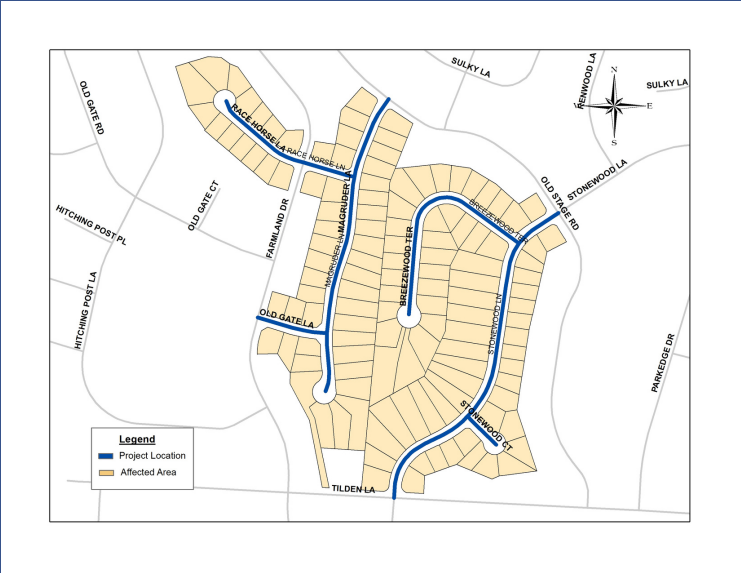 SULKY LA
RENWOOD LA
N
SULKY LA
W
E
S
OLD GATE RD
RACE HORSE LA
RACE HORSE LN
OLD GATE CT
MAGRUDER LA
MAGRUDER LN
FARMLAND DR
HITCHING POST PL
HITCHING POST LA
OLD STAGE RD
STONEWOOD LA
BREEZEWOOD TER
BREEZEWOOD TER
OLD GATE LA
STONEWOOD LN
PARKEDGE DR
STONEWOOD CT
Legend
Project Location
Affected Area
TILDEN LA